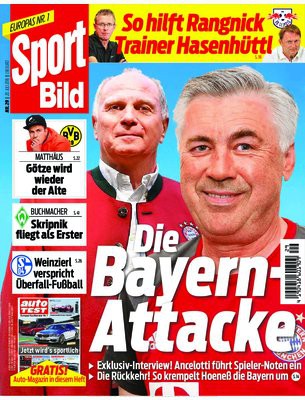 EUROPAS NR. 1
Sport
Bild
So hilft Rangnick
Trainer Hasenhüttl
MATTHÄUS
BVB
09
Götze wird
wieder
der Alte
BUCHMACHER
Skripnik
fliegt als Erster
Weinzierl
verspricht
Überfall-Fußball
auto
TEST
Jetzt wird's sportlich
GRATIS!
Auto-Magazin in diesem Heft
Die
Bayern-
Attacke
Exklusiv-Interview! Ancelotti führt Spieler-Noten ein
Die Rückkehr! So krempelt Hoeneß die Bayern um